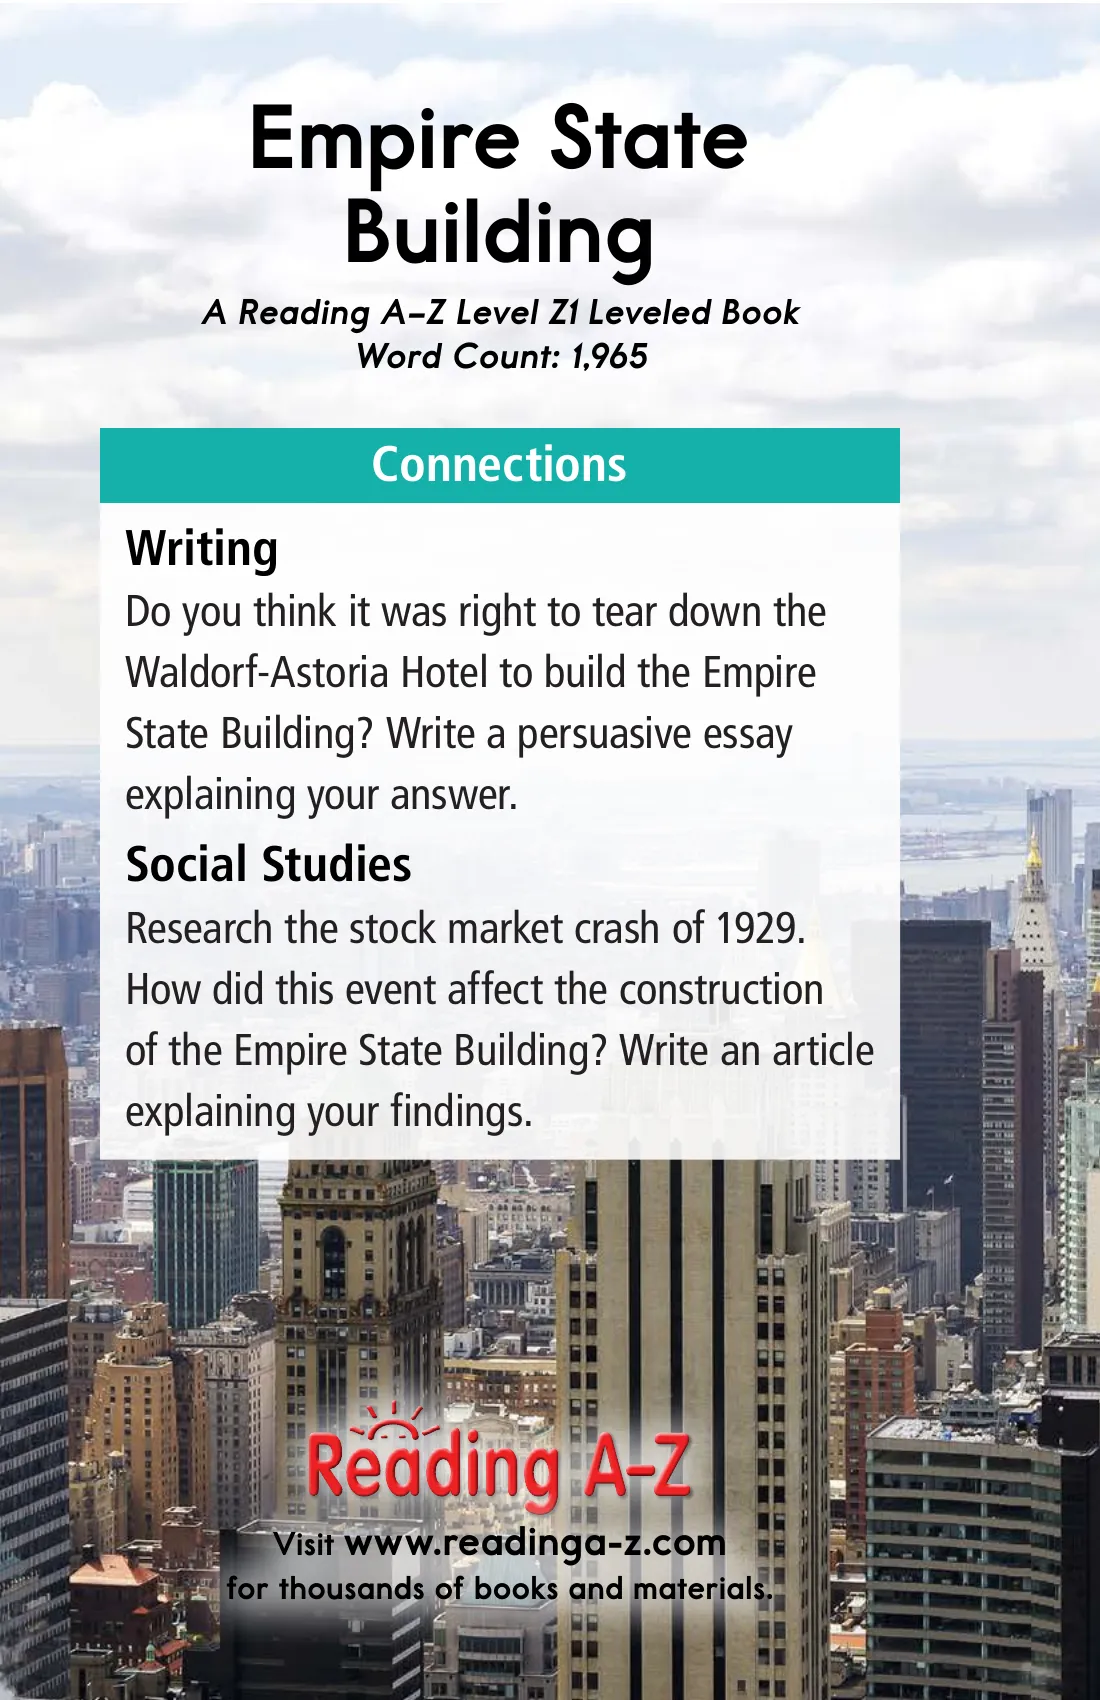 Empire State
Building
A Reading A–Z Level Z1 Leveled Book
Word Count: 1,965
Connections
Writing
Do you think it was right to tear down the
Waldorf-Astoria Hotel to build the Empire
State Building? Write a persuasive essay
explaining your answer.
Social Studies
Research the stock market crash of 1929.
How did this event affect the construction
of the Empire State Building? Write an article
explaining your findings.
Reading A–Z
Visit www.readinga-z.com
for thousands of books and materials.